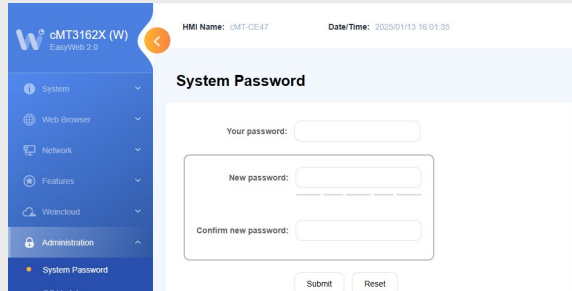 cMT3162X (W)
EasyWeb 2.0
HMI Name: cMT-CE47 Date/Time: 2025/01/13 16:01:35
System
Web Browser
Network
Features
Weincloud
Administration
System Password
System Password
Your password:
New password:
Confirm new password:
Submit Reset